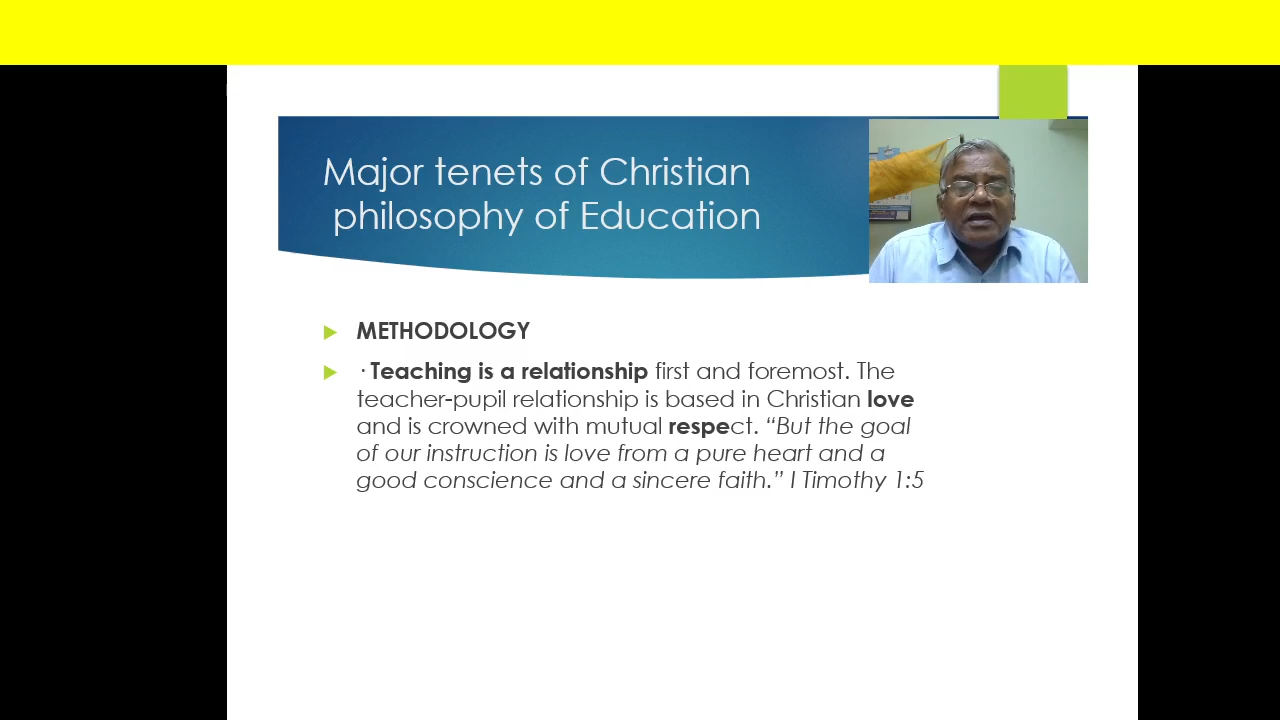 Major tenets of Christian
philosophy of Education
METHODOLOGY
· Teaching is a relationship first and foremost. The
teacher-pupil relationship is based in Christian love
and is crowned with mutual respect. “But the goal
of our instruction is love from a pure heart and a
good conscience and a sincere faith.” I Timothy 1:5